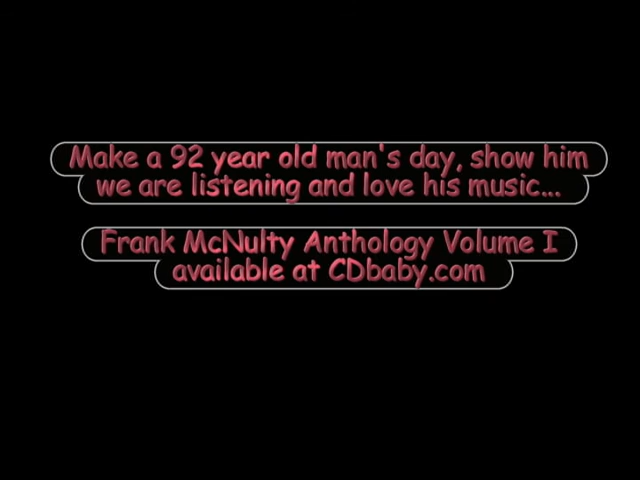 Make a 92 year old man's day, show him
we are listening and love his music...
Frank McNulty Anthology Volume I
available at CDbaby.com